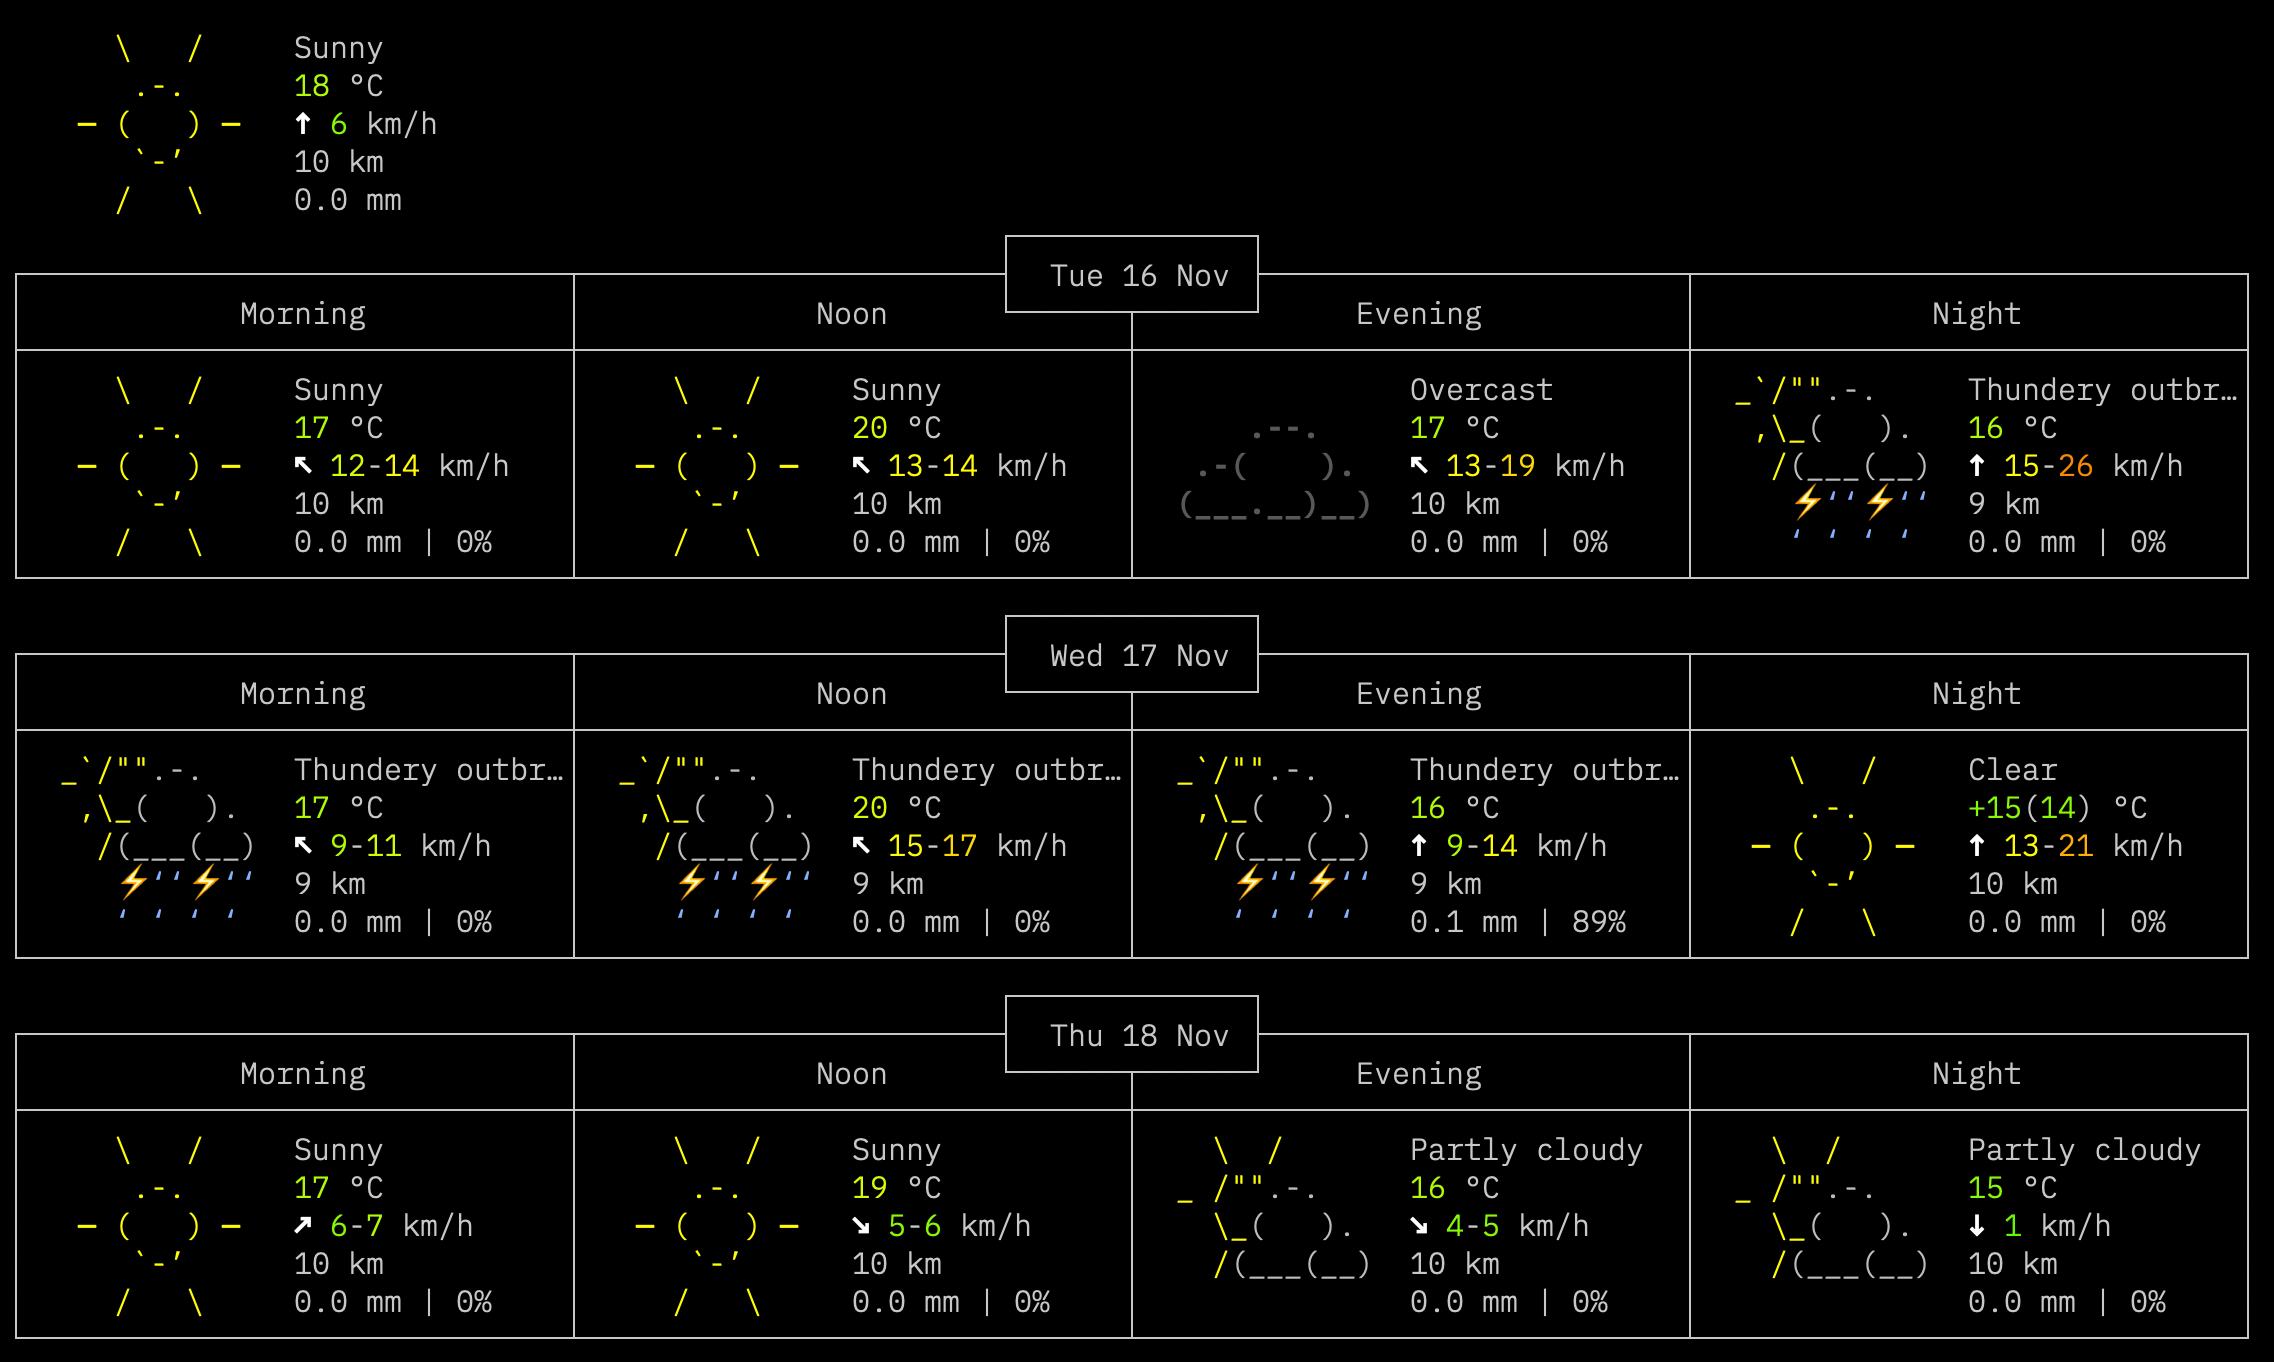 Sunny
18 °C
↑ 6 km/h
10 km
0.0 mm
Tue 16 Nov
Morning Noon Evening Night
Sunny Sunny Overcast Thundery outbr…
17 °C 20 °C 17 °C 16 °C
↖ 12-14 km/h ↖ 13-14 km/h ↖ 13-19 km/h ↑ 15-26 km/h
10 km 10 km 10 km 9 km
0.0 mm | 0% 0.0 mm | 0% 0.0 mm | 0% 0.0 mm | 0%
Wed 17 Nov
Morning Noon Evening Night
Thundery outbr… Thundery outbr… Thundery outbr… Clear
17 °C 20 °C 16 °C +15(14) °C
↖ 9-11 km/h ↖ 15-17 km/h ↑ 9-14 km/h ↑ 13-21 km/h
9 km 9 km 9 km 10 km
0.0 mm | 0% 0.0 mm | 0% 0.1 mm | 89% 0.0 mm | 0%
Thu 18 Nov
Morning Noon Evening Night
Sunny Sunny Partly cloudy Partly cloudy
17 °C 19 °C 16 °C 15 °C
↗ 6-7 km/h ↘ 5-6 km/h ↘ 4-5 km/h ↓ 1 km/h
10 km 10 km 10 km 10 km
0.0 mm | 0% 0.0 mm | 0% 0.0 mm | 0% 0.0 mm | 0%